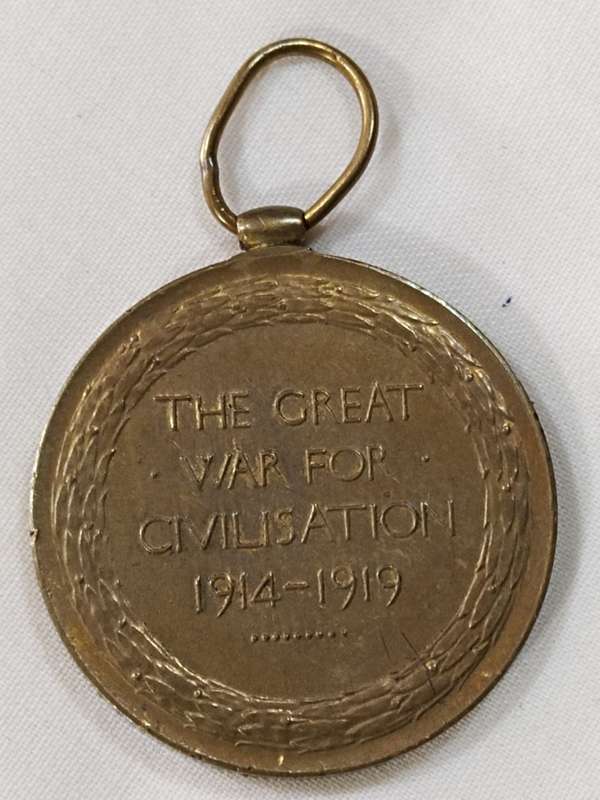 THE GREAT
· WAR FOR ·
CIVILISATION
1914-1919